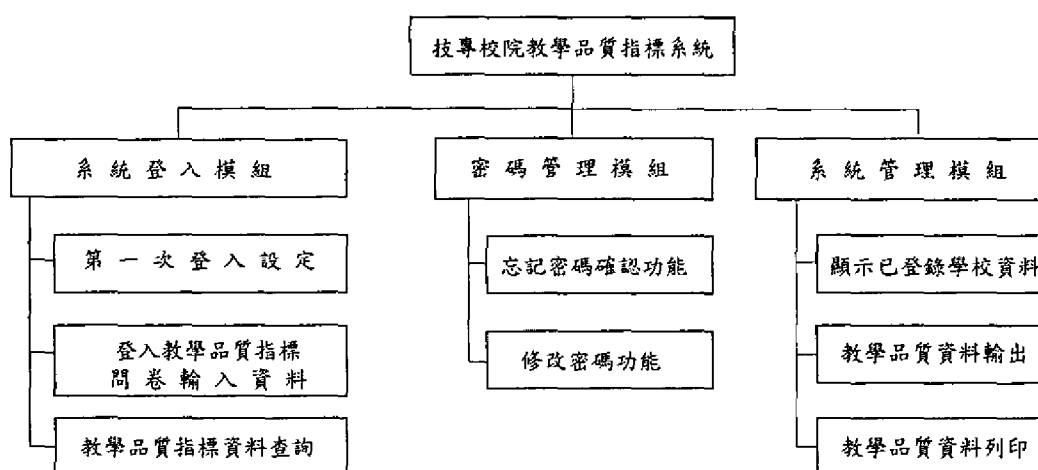 技專校院教學品質指標系統
系統登入模組
密碼管理模組
系統管理模組
第一次登入設定
忘記密碼確認功能
顯示已登錄學校資料
登入教學品質指標
問卷輸入資料
修改密碼功能
教學品質資料輸出
教學品質指標資料查詢
教學品質資料列印